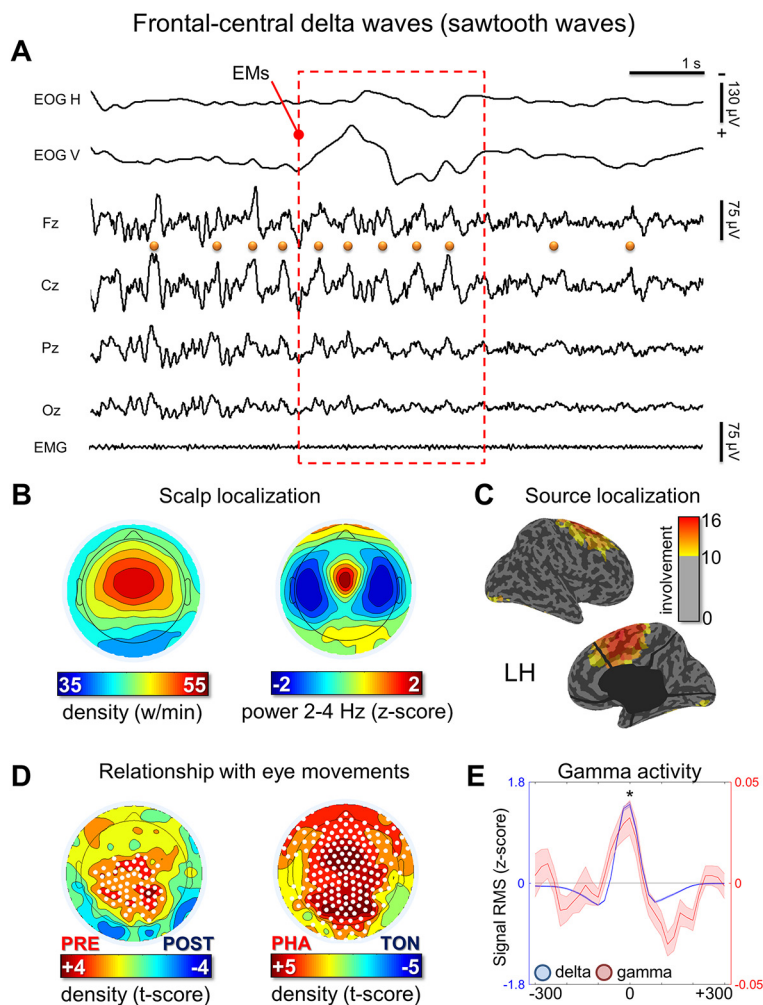 Frontal-central delta waves (sawtooth waves)
A
1 s
EMs
EOG H
-
130 µV
+
EOG V
Fz
75 µV
Cz
Pz
Oz
EMG
75 µV
B
Scalp localization
35
55
density (w/min)
-2
2
power 2-4 Hz (z-score)
C
Source localization
16
10
0
involvement
LH
D
Relationship with eye movements
PRE
POST
+4
-4
density (t-score)
PHA
TON
+5
-5
density (t-score)
E
Gamma activity
1.8
0.05
*
Signal RMS (z-score)
0
0
delta
gamma
-1.8
-0.05
-300
0
+300